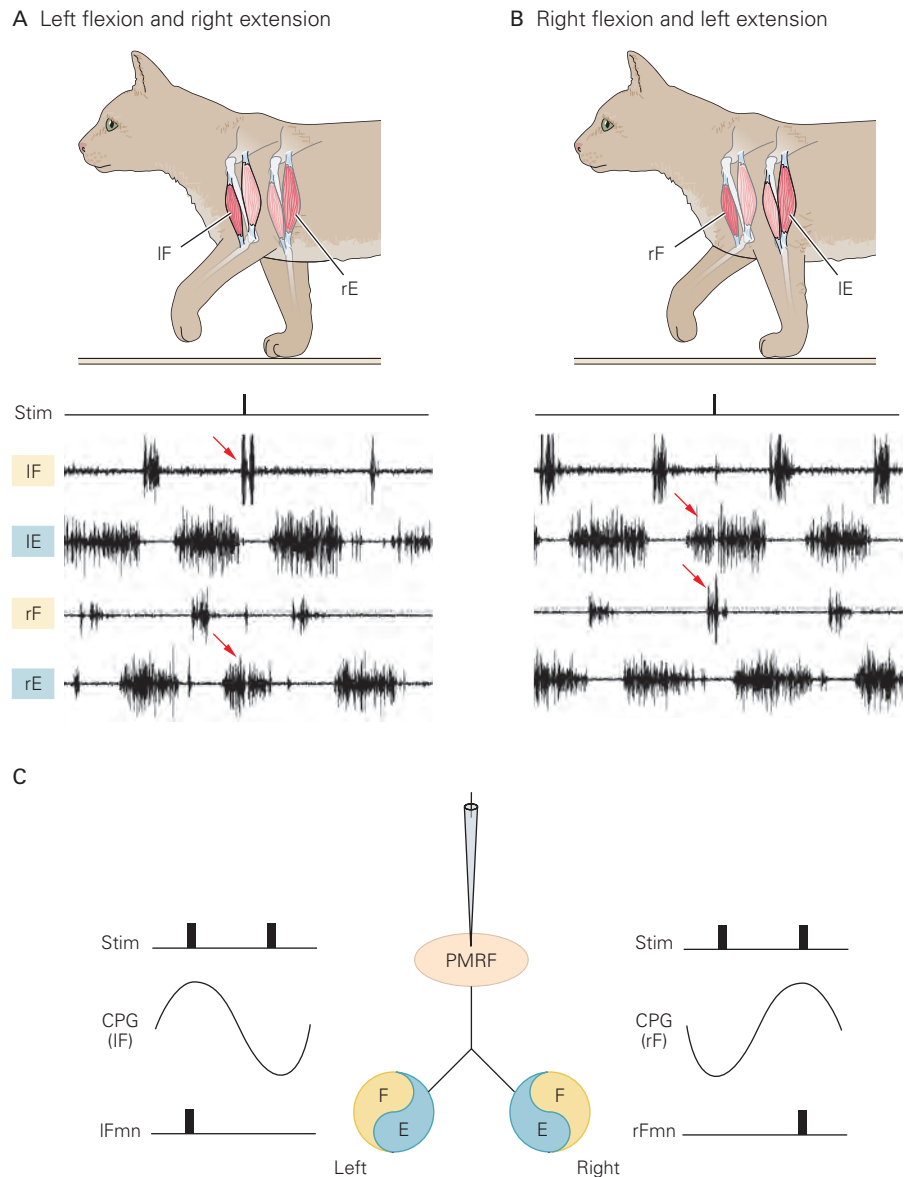 A Left flexion and right extension
B Right flexion and left extension
lF
rE
rF
lE
Stim
lF
lE
rF
rE
C
Stim
CPG
(lF)
lFmn
PMRF
F
E
Left
F
E
Right
Stim
CPG
(rF)
rFmn